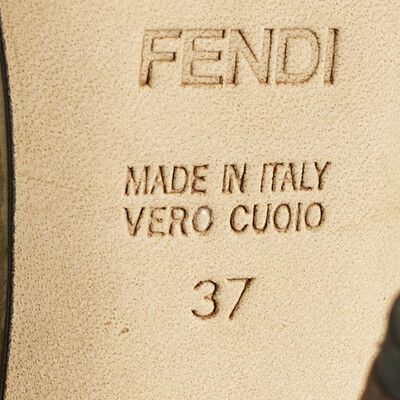 FENDI
MADE IN ITALY
VERO CUOIO
37